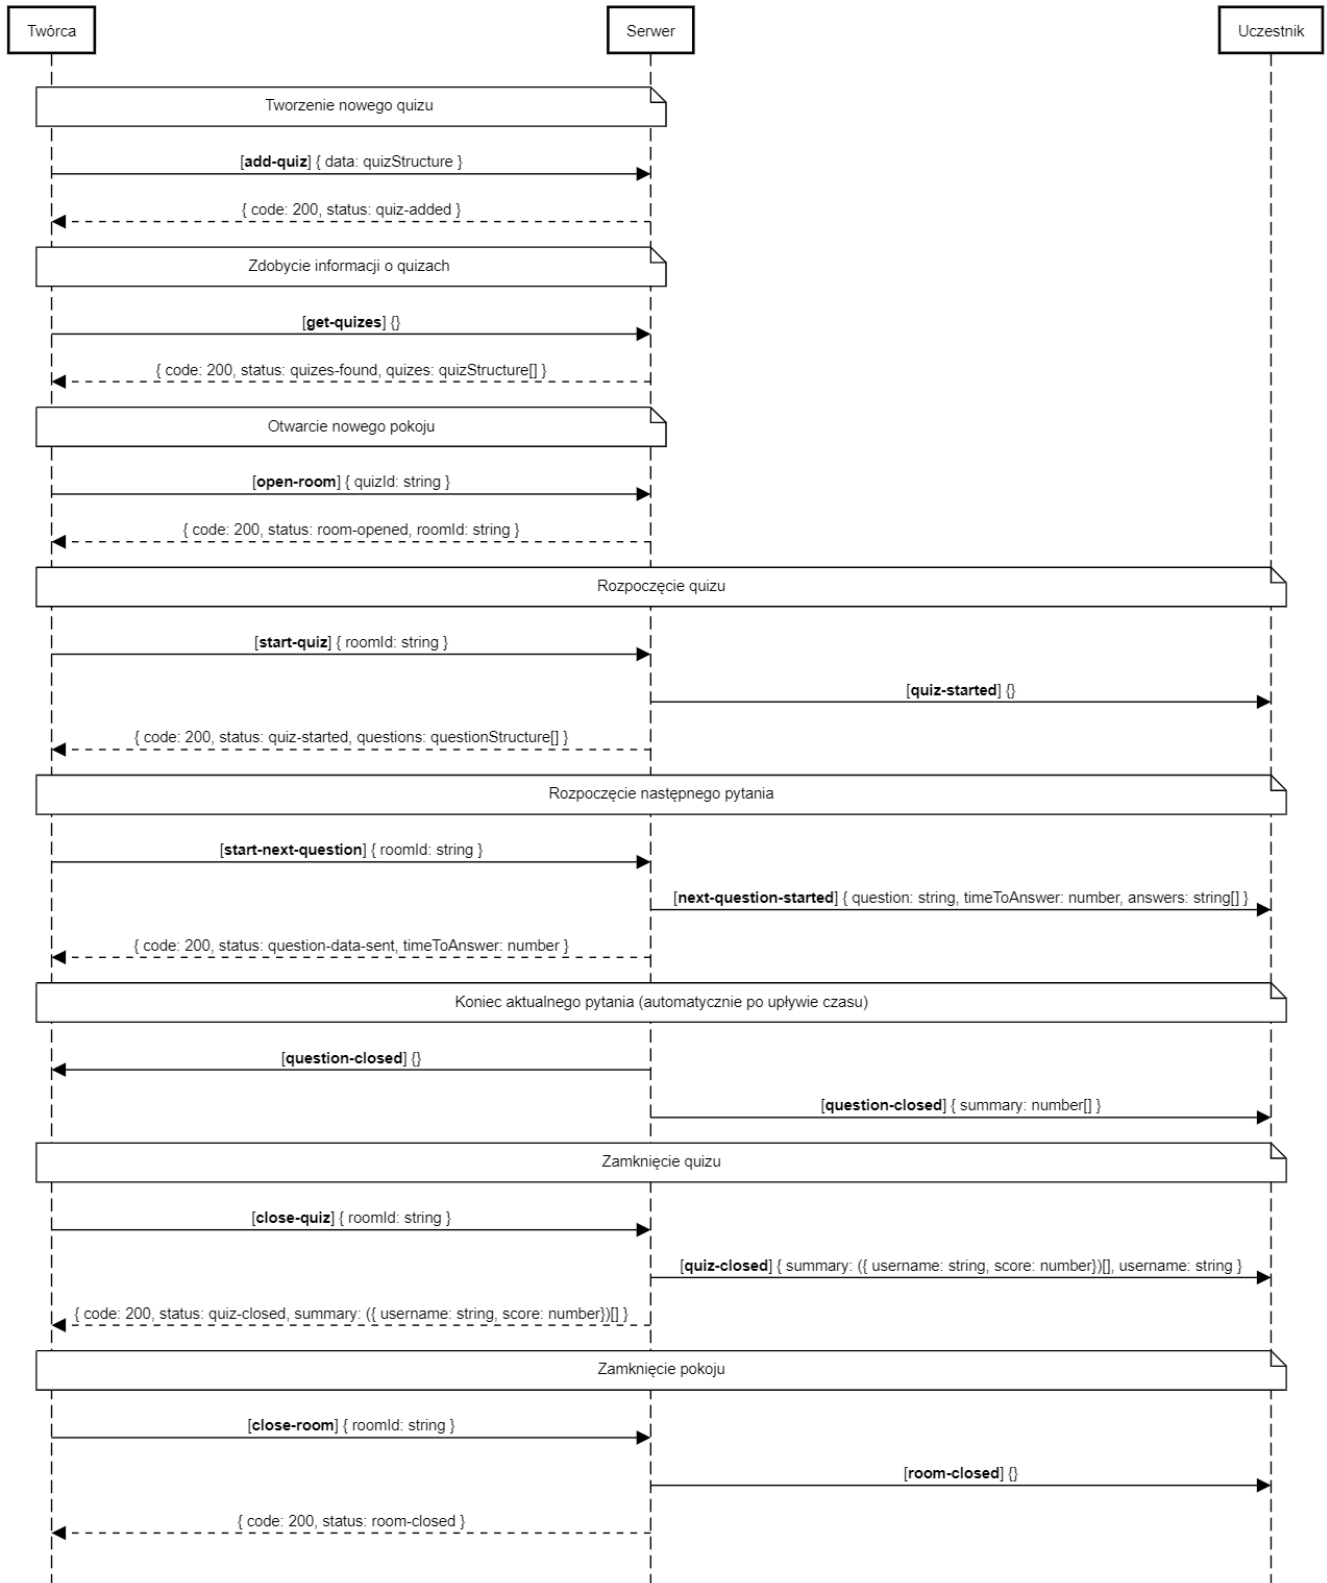 Twórca
Serwer
Uczestnik
Tworzenie nowego quizu
[add-quiz] { data: quizStructure }
{ code: 200, status: quiz-added }
Zdobycie informacji o quizach
[get-quizes] {}
{ code: 200, status: quizes-found, quizes: quizStructure[] }
Otwarcie nowego pokoju
[open-room] { quizId: string }
{ code: 200, status: room-opened, roomId: string }
Rozpoczęcie quizu
[start-quiz] { roomId: string }
[quiz-started] {}
{ code: 200, status: quiz-started, questions: questionStructure[] }
Rozpoczęcie następnego pytania
[start-next-question] { roomId: string }
[next-question-started] { question: string, timeToAnswer: number, answers: string[] }
{ code: 200, status: question-data-sent, timeToAnswer: number }
Koniec aktualnego pytania (automatycznie po upływie czasu)
[question-closed] {}
[question-closed] { summary: number[] }
Zamknięcie quizu
[close-quiz] { roomId: string }
[quiz-closed] { summary: ({ username: string, score: number})[], username: string }
{ code: 200, status: quiz-closed, summary: ({ username: string, score: number})[] }
Zamknięcie pokoju
[close-room] { roomId: string }
[room-closed] {}
{ code: 200, status: room-closed }